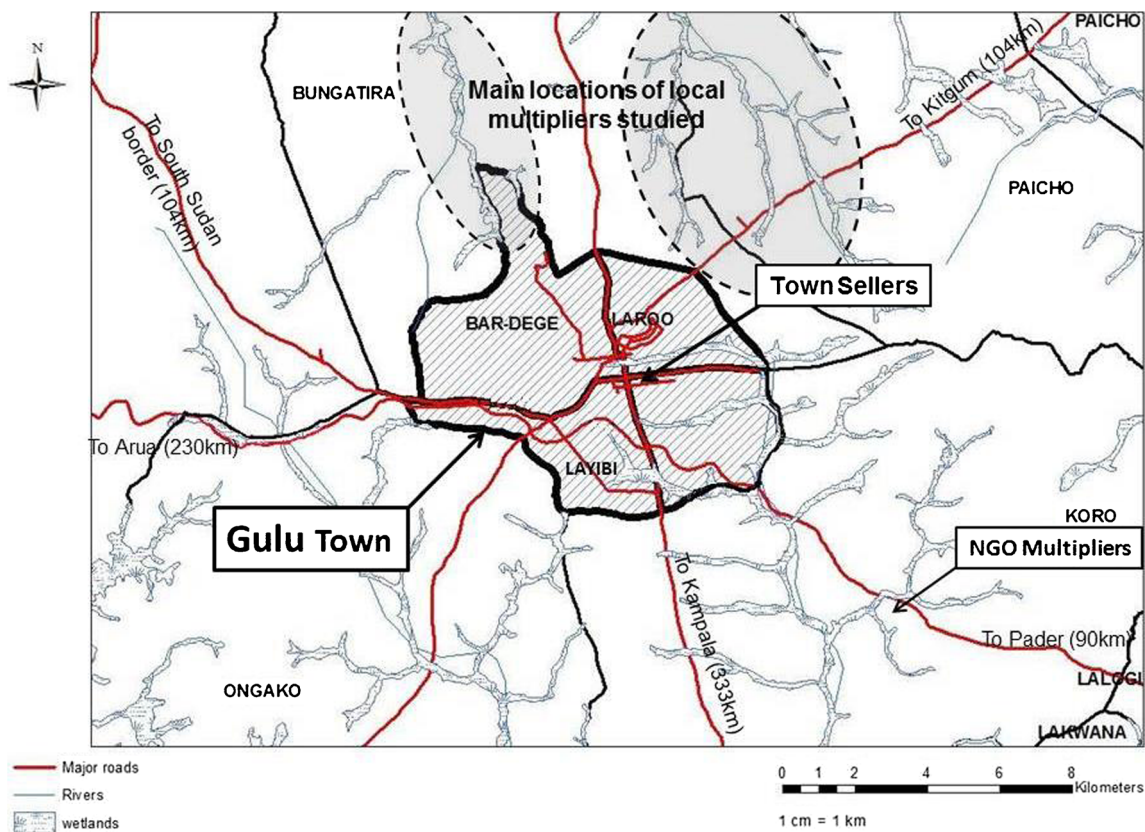 N
PAICHO
BUNGATIRA
Main locations of local
multipliers studied
To Kitgum (104km)
To South Sudan
border (104km)
PAICHO
Town Sellers
BAR-DEGE
LAROO
To Arua (230km)
LAYIBI
Gulu Town
KORO
NGO Multipliers
To Kampala (333km)
To Pader (90km)
ONGAKO
LALOGI
LAKWANA
Major roads
Rivers
wetlands
0 1 2 4 6 8
Kilometers
1 cm = 1 km